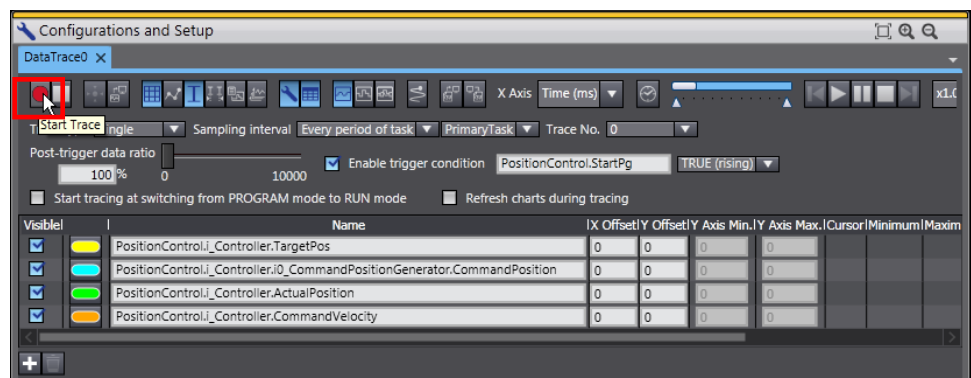 Configurations and Setup
DataTrace0
X Axis Time (ms) x1.0
Start Trace
Single Sampling interval Every period of task PrimaryTask Trace No. 0
Post-trigger data ratio
100 % 0 10000 Enable trigger condition PositionControl.StartPg TRUE (rising)
Start tracing at switching from PROGRAM mode to RUN mode Refresh charts during tracing
Visible Name X Offset Y Offset Y Axis Min. Y Axis Max. Cursor Minimum Maxim
PositionControl.i_Controller.TargetPos 0 0 0 0
PositionControl.i_Controller.i0_CommandPositionGenerator.CommandPosition 0 0 0 0
PositionControl.i_Controller.ActualPosition 0 0 0 0
PositionControl.i_Controller.CommandVelocity 0 0 0 0